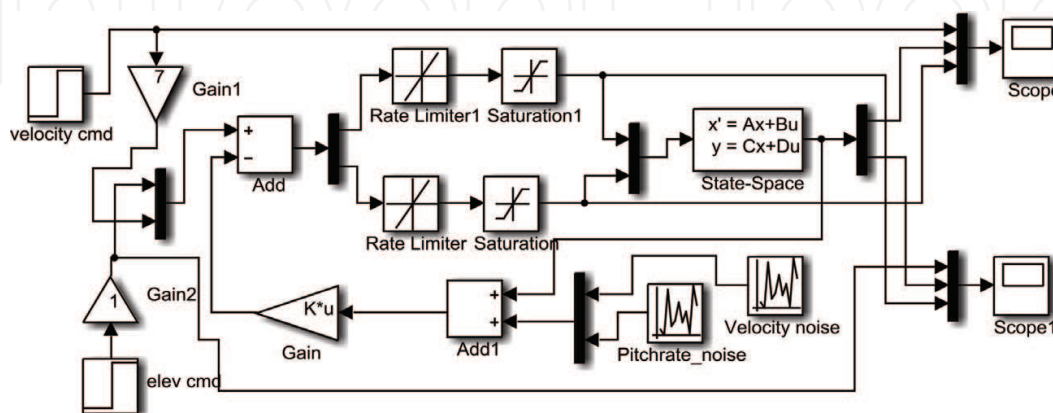 velocity cmd
7
Gain1
Rate Limiter1
Saturation1
Scope
+
−
Add
x' = Ax+Bu
y = Cx+Du
State-Space
Rate Limiter
Saturation
1
Gain2
elev cmd
K*u
Gain
+
+
Add1
Pitchrate_noise
Velocity noise
Scope1